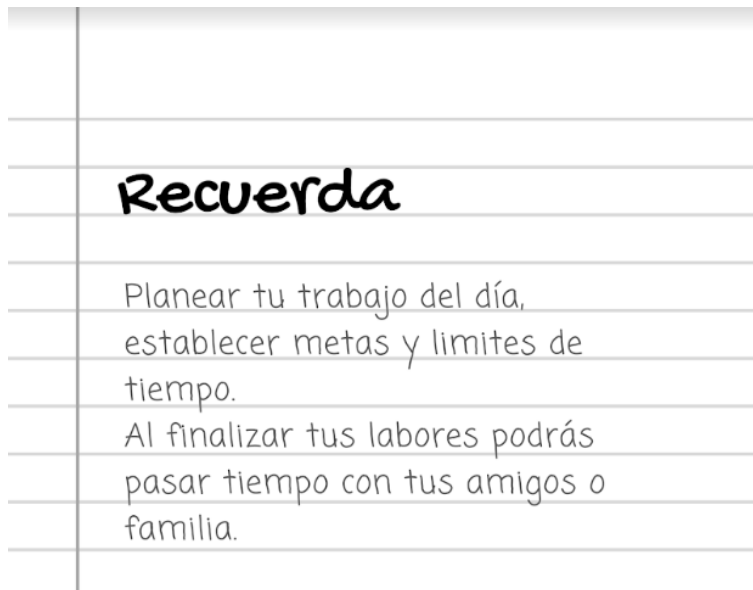 Recuerda
Planear tu trabajo del día,
establecer metas y limites de
tiempo.
Al finalizar tus labores podrás
pasar tiempo con tus amigos o
familia.